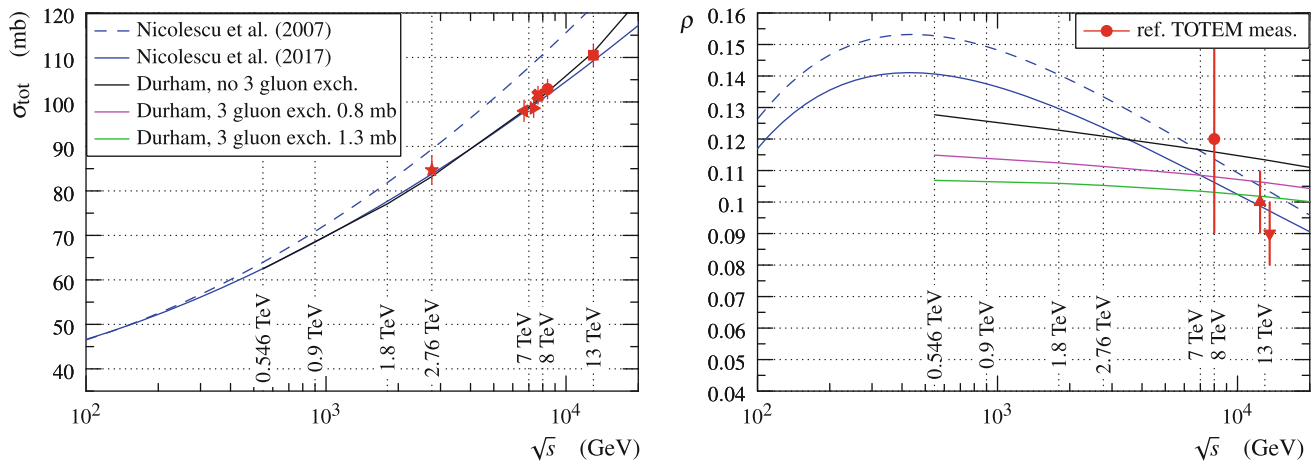 σtot (mb)
120
110
100
90
80
70
60
50
40
Nicolescu et al. (2007)
Nicolescu et al. (2017)
Durham, no 3 gluon exch.
Durham, 3 gluon exch. 0.8 mb
Durham, 3 gluon exch. 1.3 mb
0.546 TeV
0.9 TeV
1.8 TeV
2.76 TeV
7 TeV
8 TeV
13 TeV
10²
10³
10⁴
√s (GeV)
ρ
0.16
0.15
0.14
0.13
0.12
0.11
0.1
0.09
0.08
0.07
0.06
0.05
0.04
ref. TOTEM meas.
0.546 TeV
0.9 TeV
1.8 TeV
2.76 TeV
7 TeV
8 TeV
13 TeV
10²
10³
10⁴
√s (GeV)